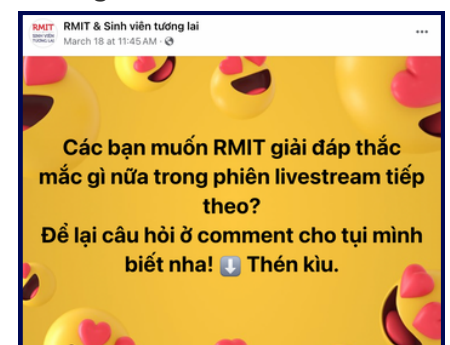 RMIT & Sinh viên tương lai
March 18 at 11:45 AM ·
Các bạn muốn RMIT giải đáp thắc
mắc gì nữa trong phiên livestream tiếp
theo?
Để lại câu hỏi ở comment cho tụi mình
biết nha! ⬇️ Thén kìu.